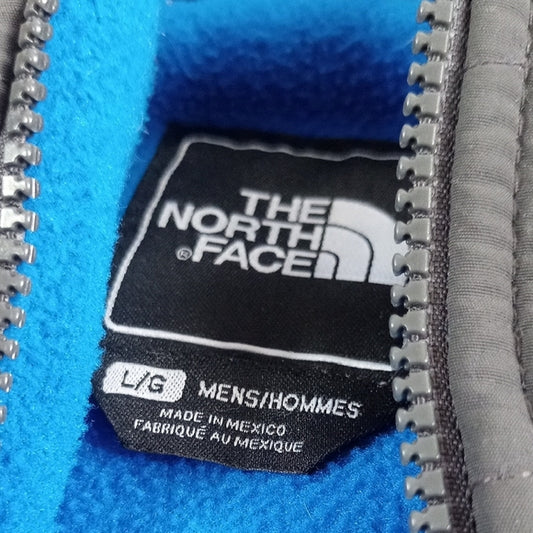 THE
NORTH
®FACE
L/G MENS/HOMMES
MADE IN MEXICO
FABRIQUÉ AU MEXIQUE